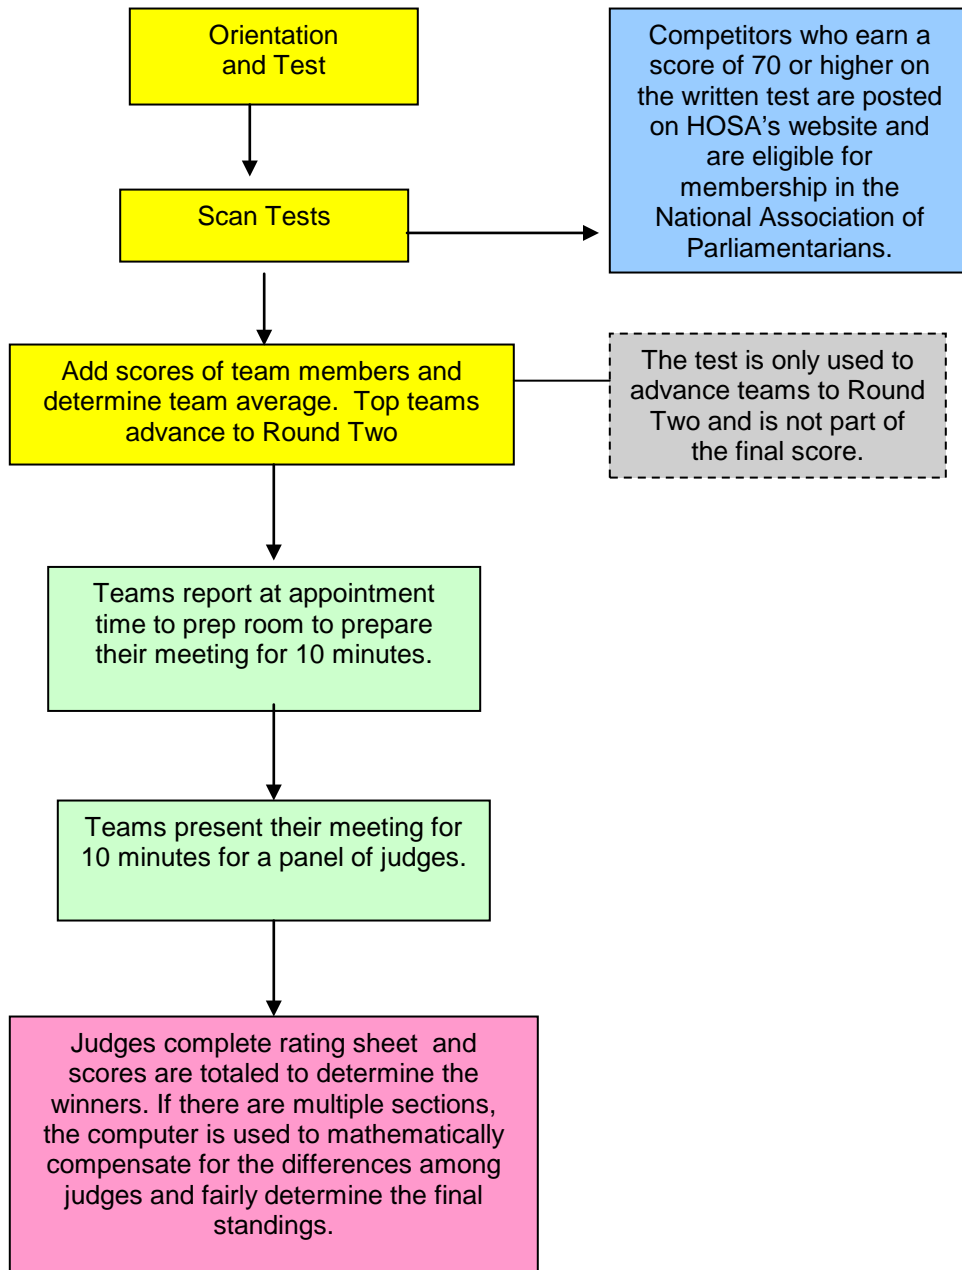 Orientation
and Test
Competitors who earn a
score of 70 or higher on
the written test are posted
on HOSA's website and
are eligible for
membership in the
National Association of
Parliamentarians.
Scan Tests
Add scores of team members and
determine team average.  Top teams
advance to Round Two
The test is only used to
advance teams to Round
Two and is not part of
the final score.
Teams report at appointment
time to prep room to prepare
their meeting for 10 minutes.
Teams present their meeting for
10 minutes for a panel of judges.
Judges complete rating sheet  and
scores are totaled to determine the
winners. If there are multiple sections,
the computer is used to mathematically
compensate for the differences among
judges and fairly determine the final
standings.